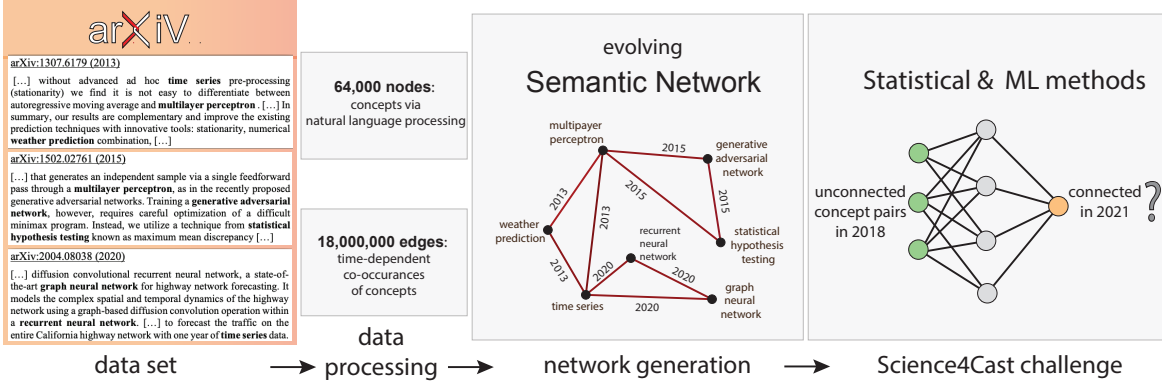 arXiv
arXiv:1307.6179 (2013)
[...] without advanced ad hoc time series pre-processing
(stationarity) we find it is not easy to differentiate between
autoregressive moving average and multilayer perceptron . [...] In
summary, our results are complementary and improve the existing
prediction techniques with innovative tools: stationarity, numerical
weather prediction combination, [...]
arXiv:1502.02761 (2015)
[...] that generates an independent sample via a single feedforward
pass through a multilayer perceptron, as in the recently proposed
generative adversarial networks. Training a generative adversarial
network, however, requires careful optimization of a difficult
minimax program. Instead, we utilize a technique from statistical
hypothesis testing known as maximum mean discrepancy [...]
arXiv:2004.08038 (2020)
[...] diffusion convolutional recurrent neural network, a state-of-
the-art graph neural network for highway network forecasting. It
models the complex spatial and temporal dynamics of the highway
network using a graph-based diffusion convolution operation within
a recurrent neural network. [...] to forecast the traffic on the
entire California highway network with one year of time series data.
data set
64,000 nodes:
concepts via
natural language processing
18,000,000 edges:
time-dependent
co-occurances
of concepts
data
processing
evolving
Semantic Network
multipayer
perceptron
2015
generative
adversarial
network
2013
2013
2015
2015
weather
prediction
recurrent
neural
network
statistical
hypothesis
testing
2013
2020
2020
time series
2020
graph
neural
network
network generation
Statistical & ML methods
unconnected
concept pairs
in 2018
connected
in 2021
?
Science4Cast challenge